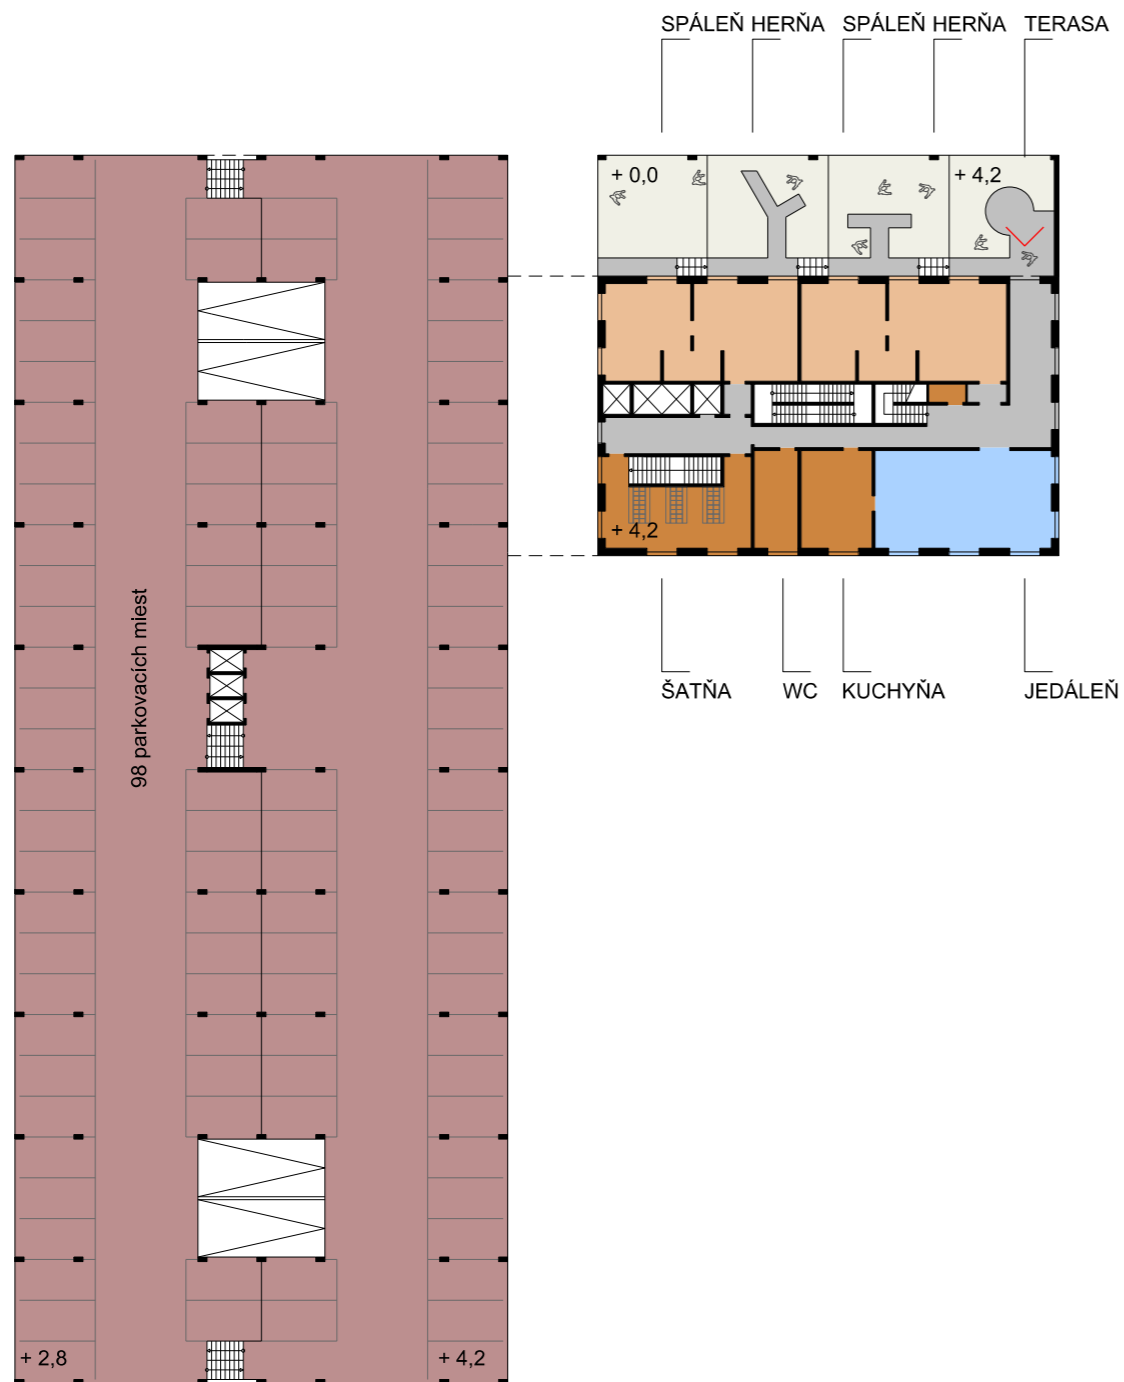 SPÁLEŇ HERŇA SPÁLEŇ HERŇA TERASA
+ 0,0
+ 4,2
+ 4,2
ŠATŇA WC KUCHYŇA JEDÁLEŇ
98 parkovacích miest
+ 2,8
+ 4,2